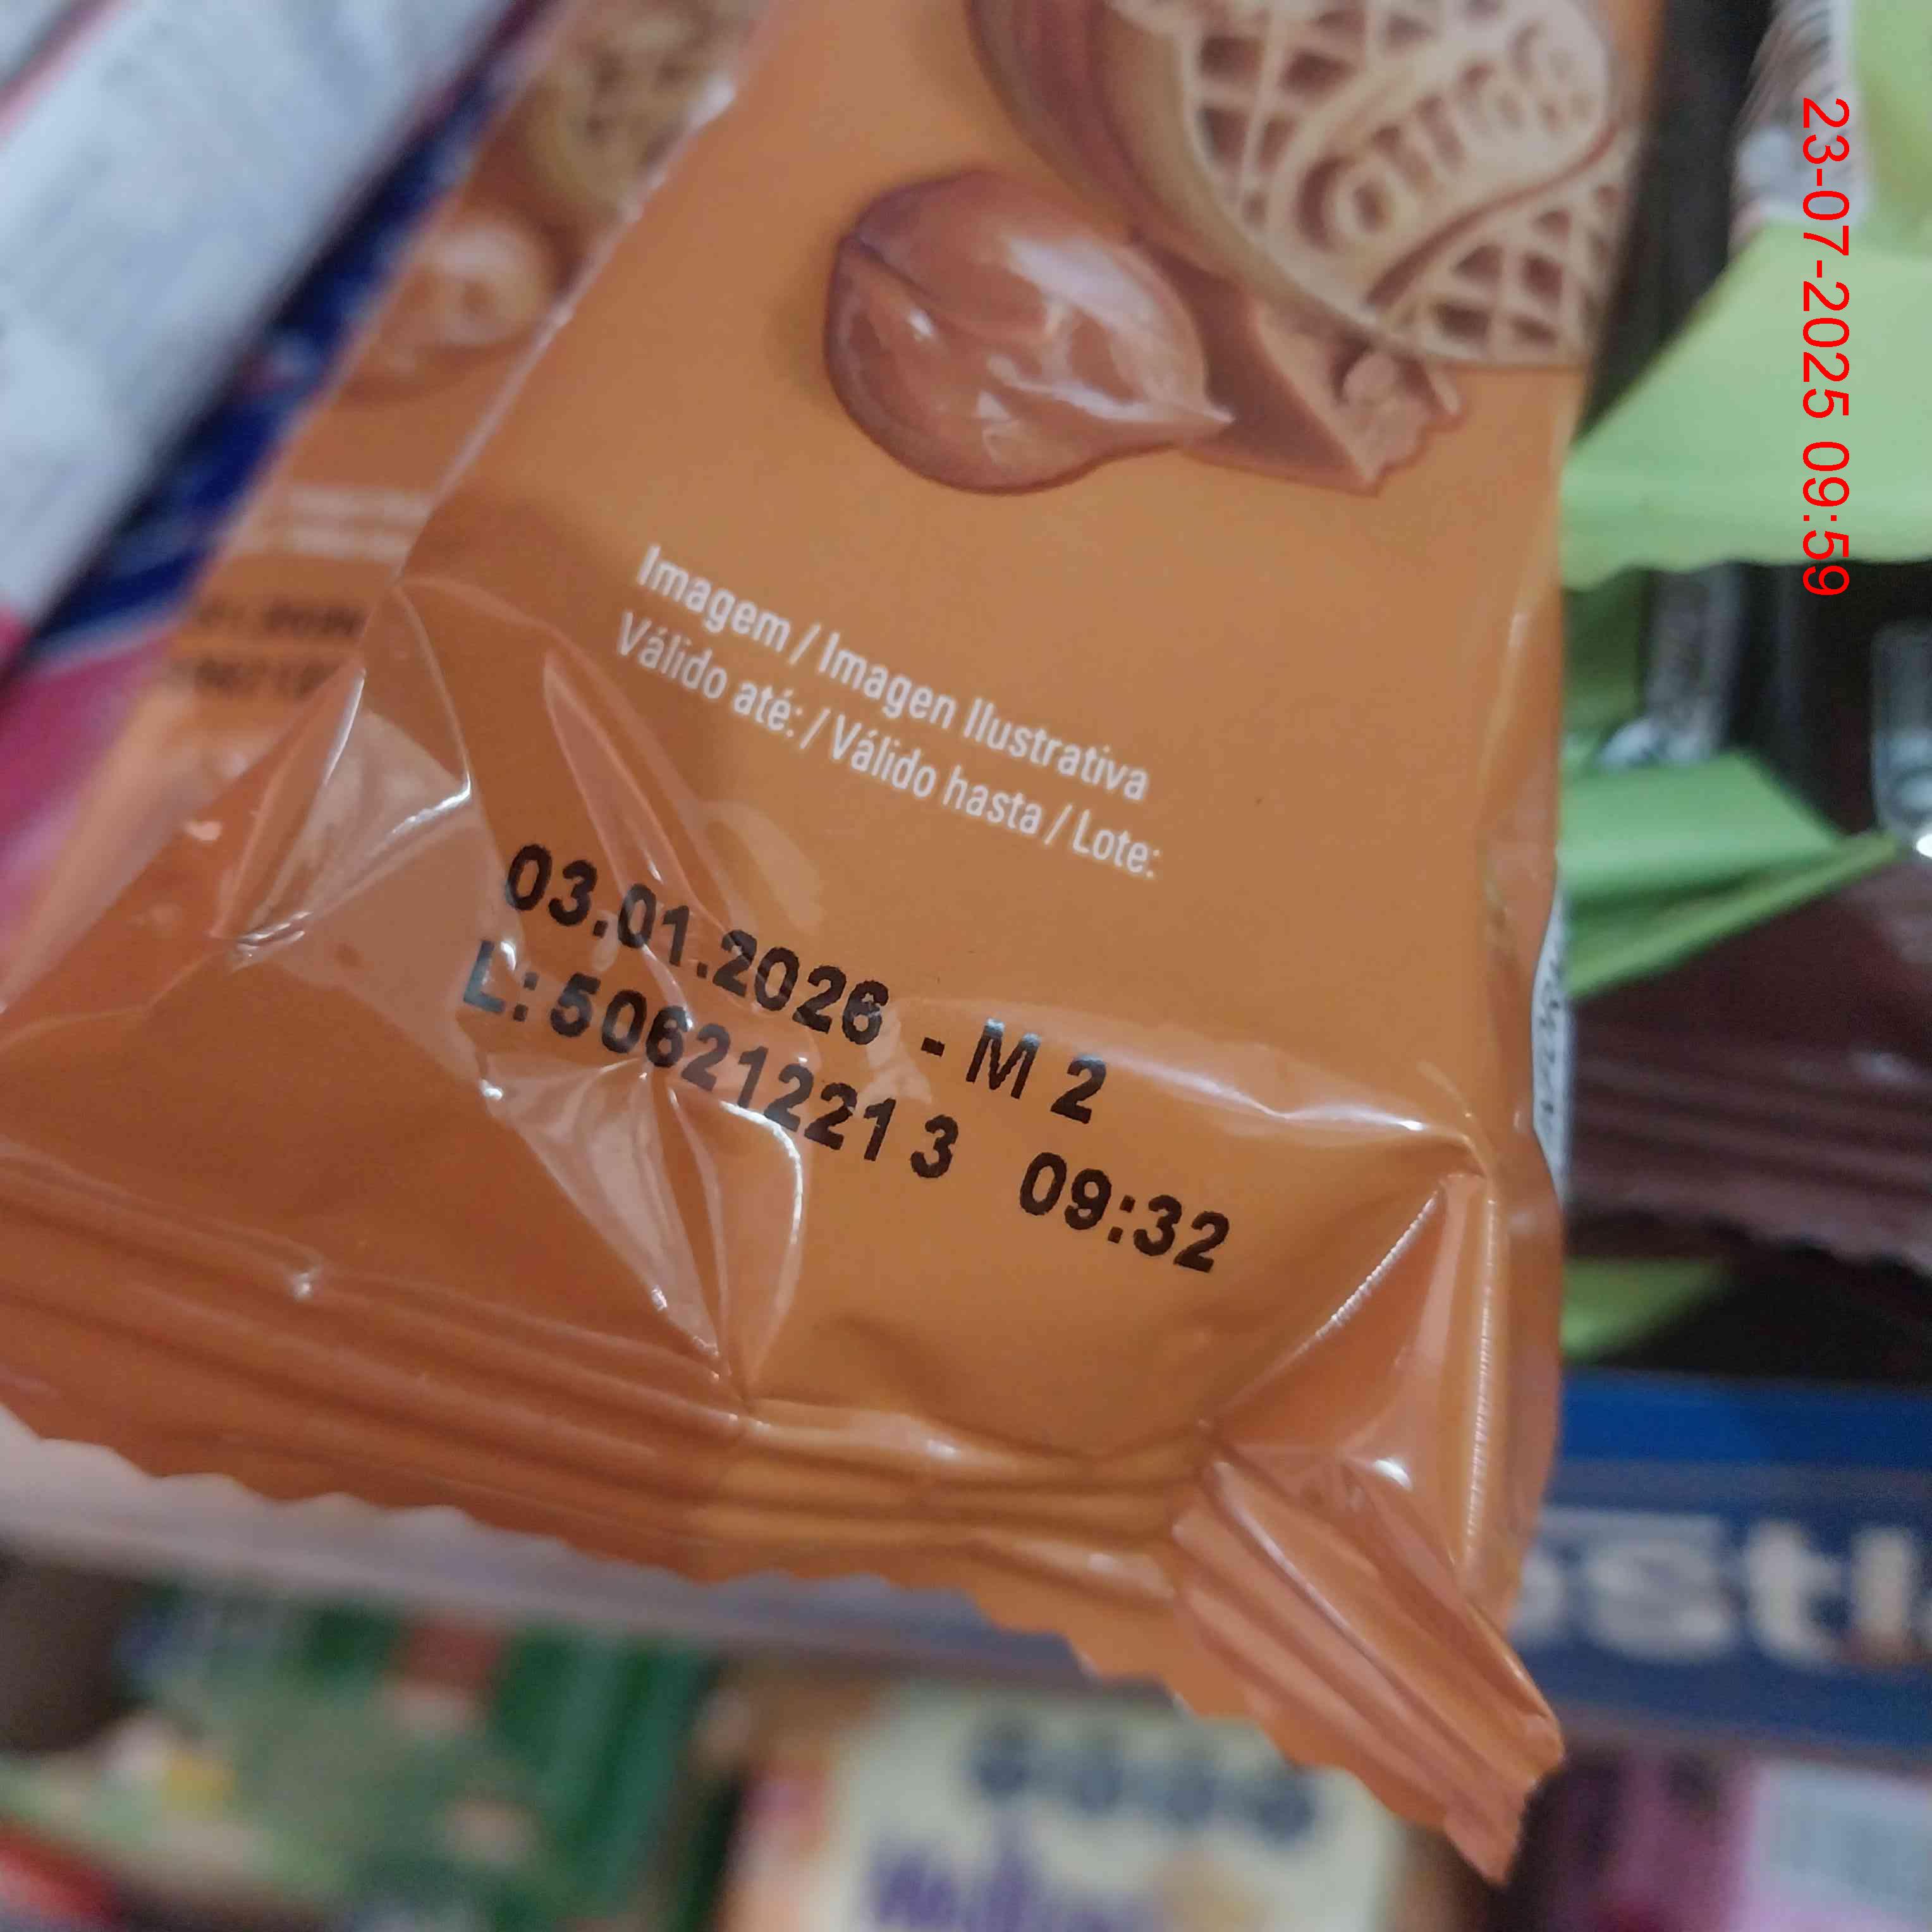 Imagem / Imagen Ilustrativa
Válido até: / Válido hasta / Lote:
03.01.2026 - M 2
L: 506212213 09:32
23-07-2025 09:59